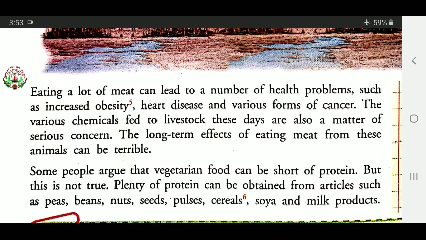 3:53
59%
Eating a lot of meat can lead to a number of health problems, such
as increased obesity⁵, heart disease and various forms of cancer. The
various chemicals fed to livestock these days are also a matter of
serious concern. The long-term effects of eating meat from these
animals can be terrible.
Some people argue that vegetarian food can be short of protein. But
this is not true. Plenty of protein can be obtained from articles such
as peas, beans, nuts, seeds, pulses, cereals⁶, soya and milk products.